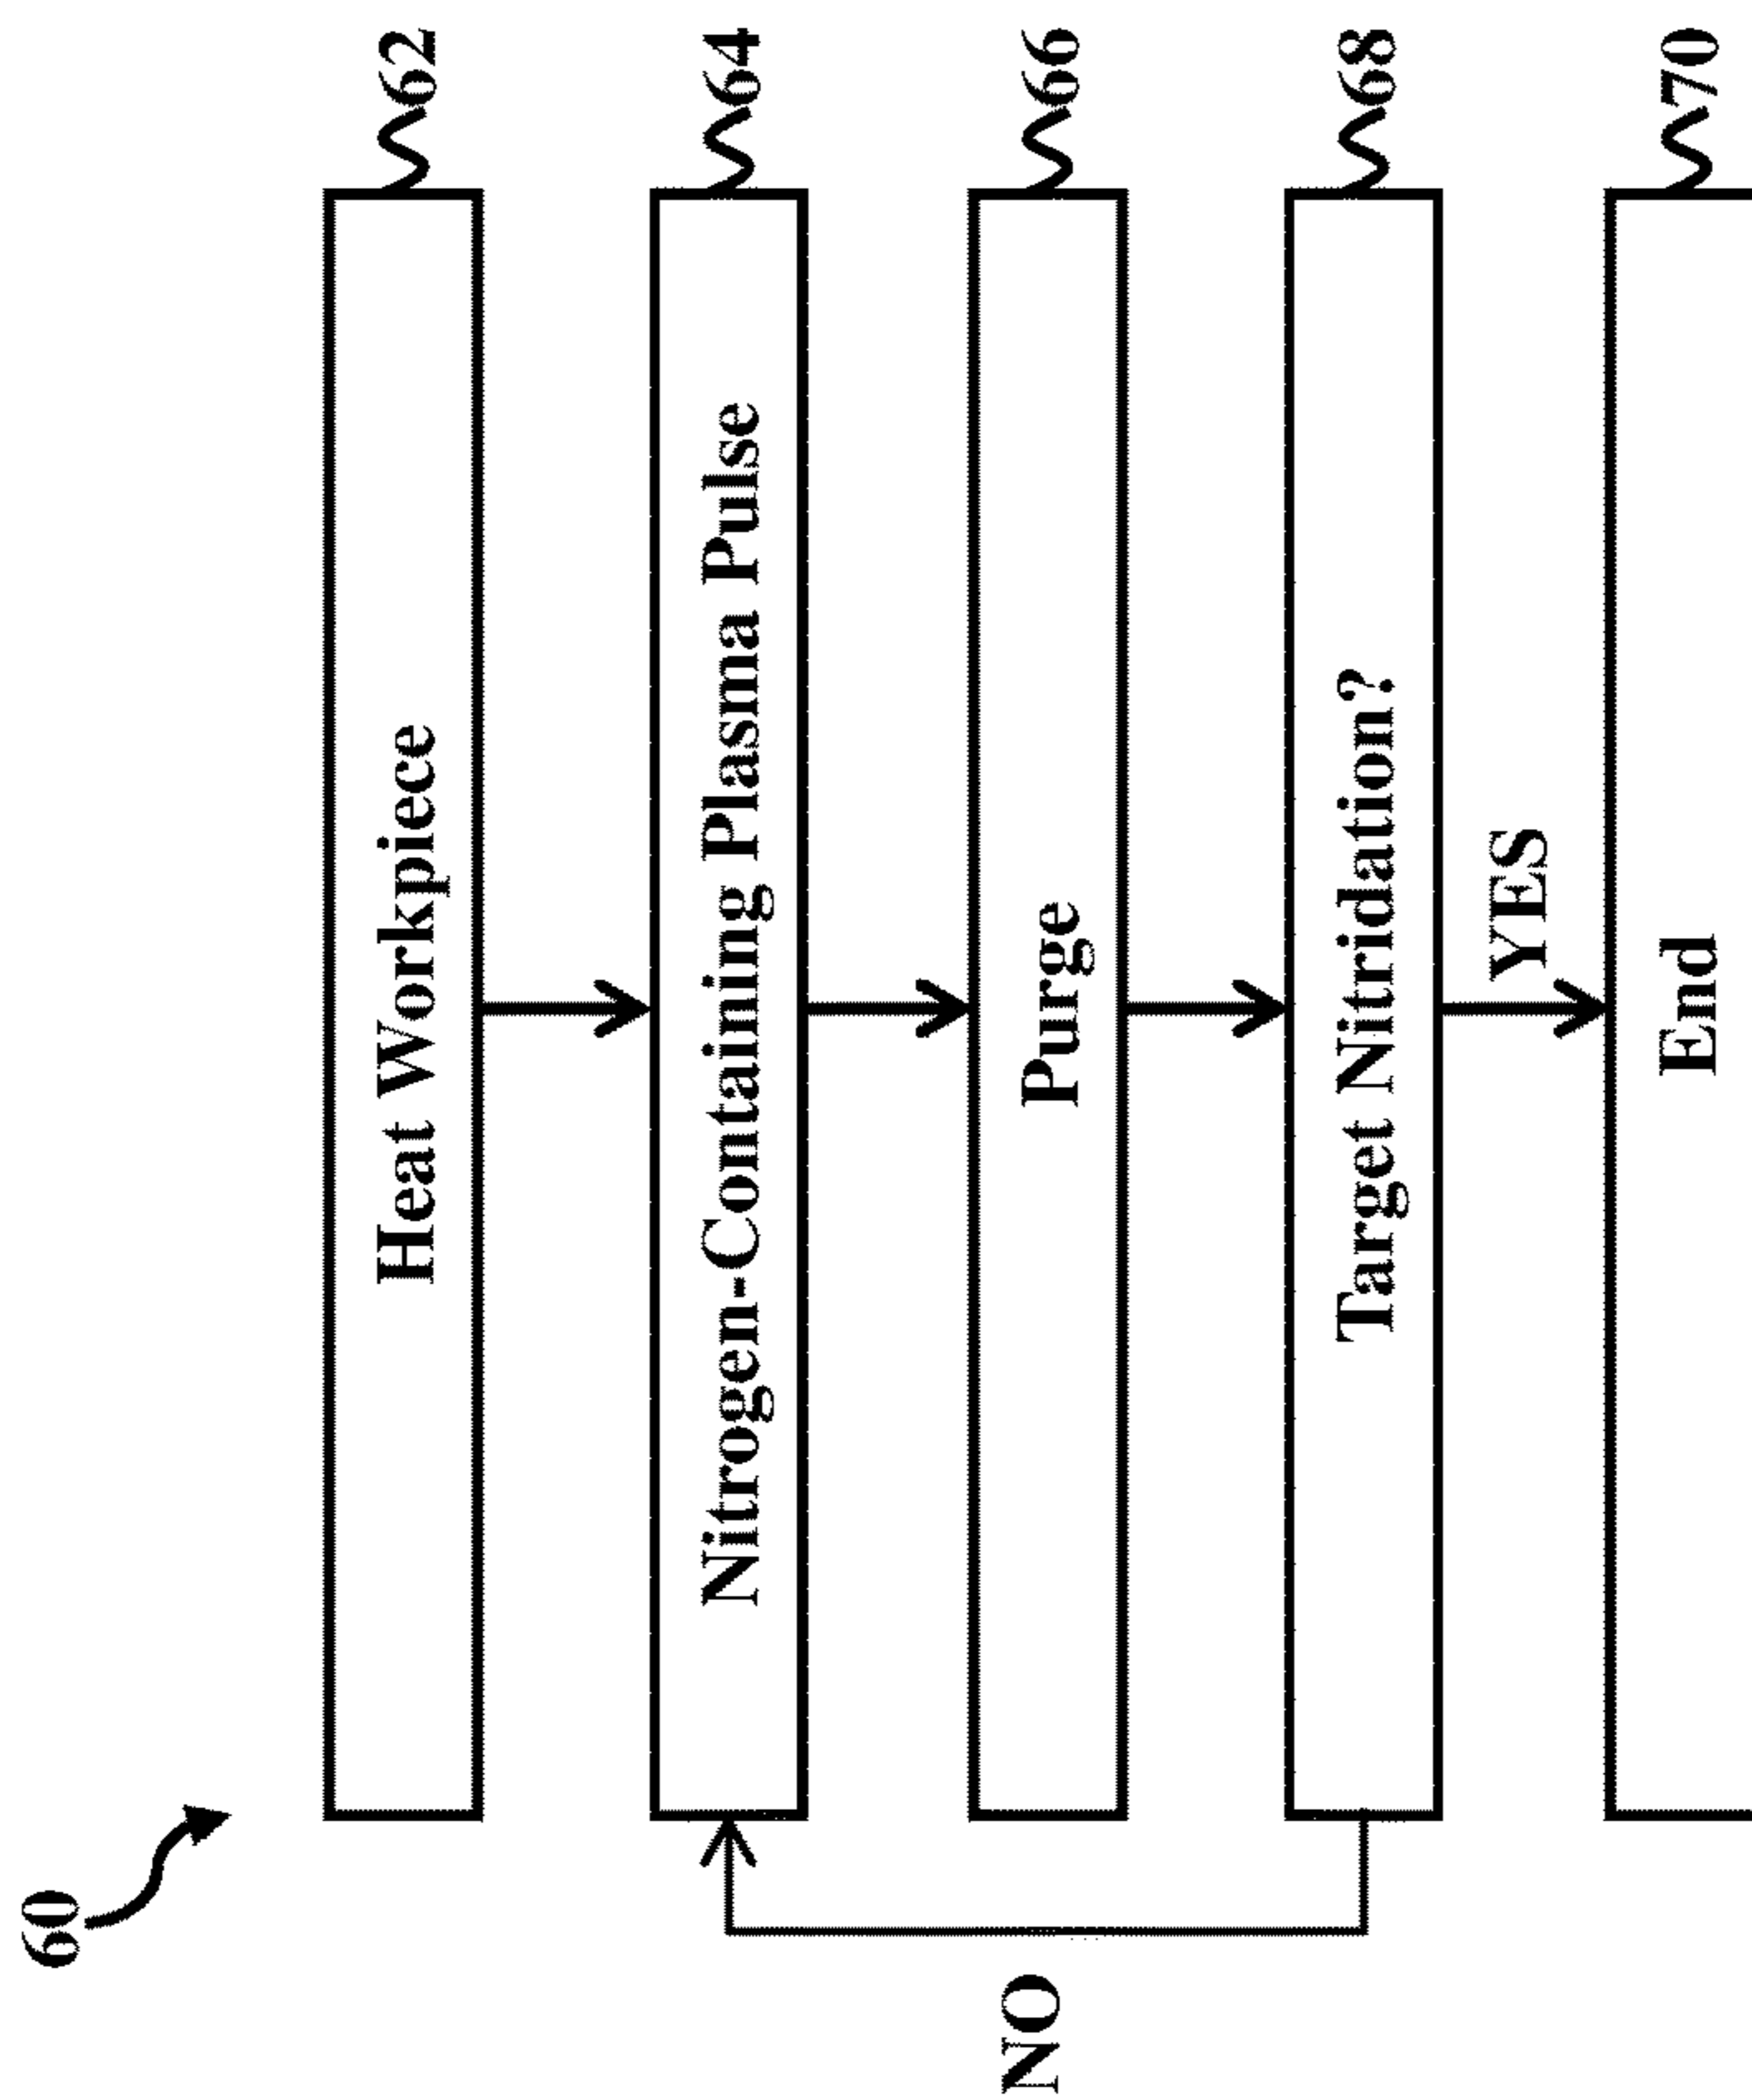 60
Heat Workpiece 62
Nitrogen-Containing Plasma Pulse 64
Purge 66
NO
Target Nitridation? 68
YES
End 70